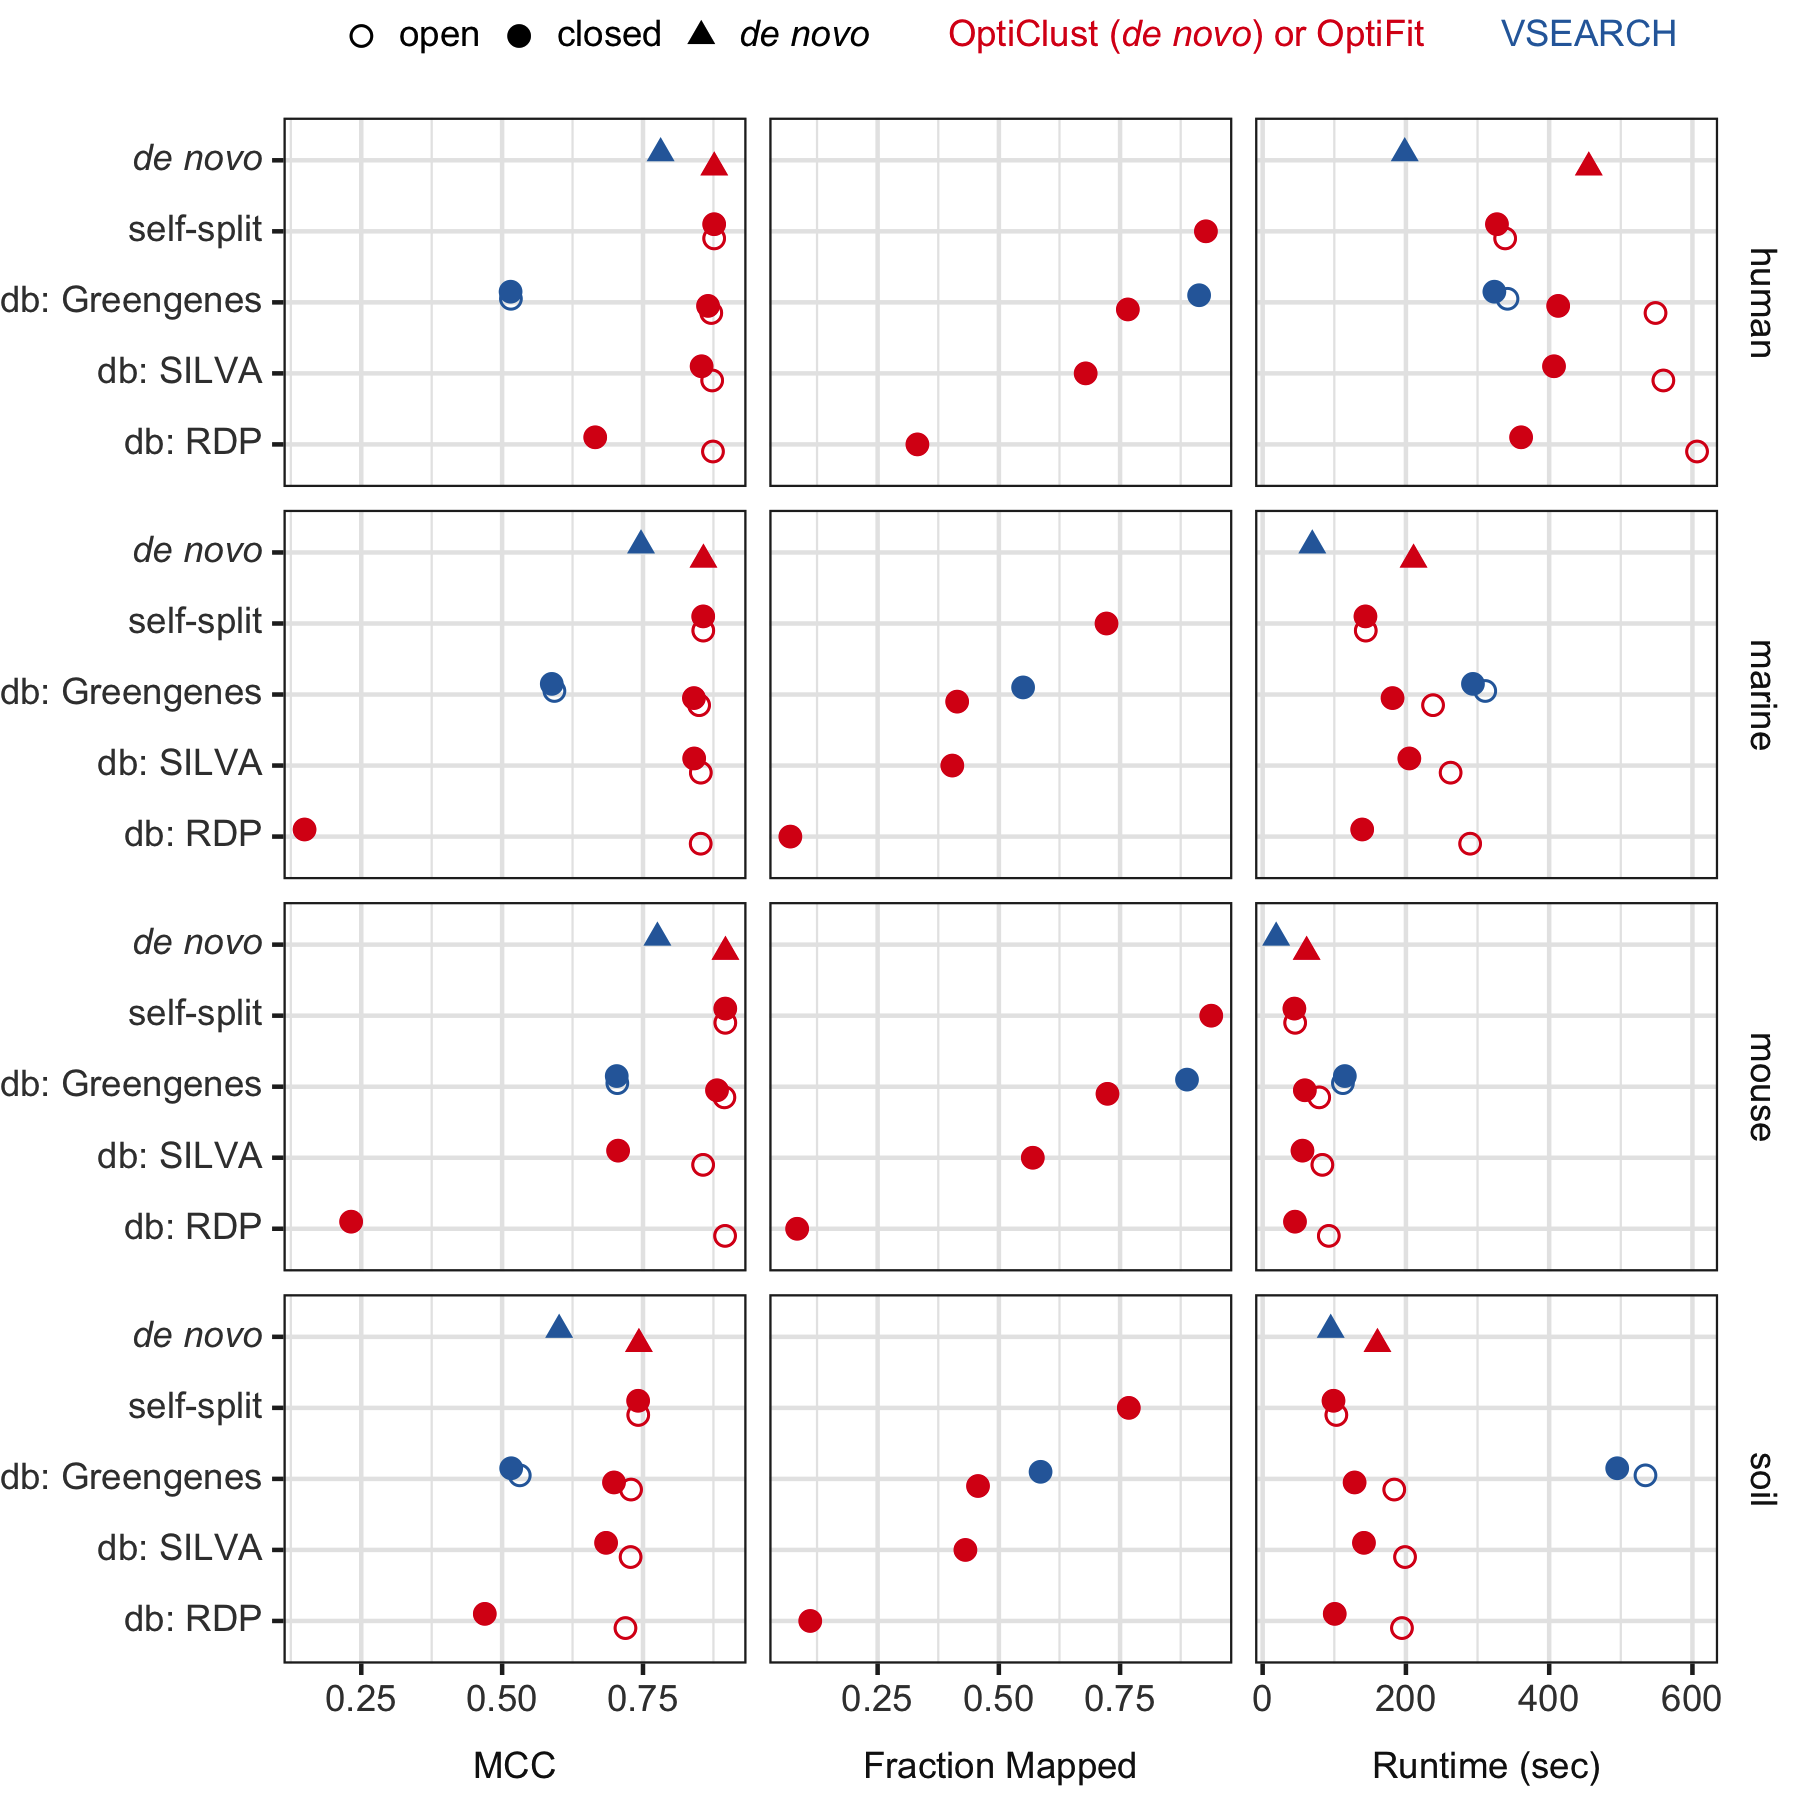 open closed de novo OptiClust (de novo) or OptiFit VSEARCH
de novo
self-split
db: Greengenes
db: SILVA
db: RDP
human
de novo
self-split
db: Greengenes
db: SILVA
db: RDP
marine
de novo
self-split
db: Greengenes
db: SILVA
db: RDP
mouse
de novo
self-split
db: Greengenes
db: SILVA
db: RDP
soil
0.25 0.50 0.75 0.25 0.50 0.75 0 200 400 600
MCC Fraction Mapped Runtime (sec)